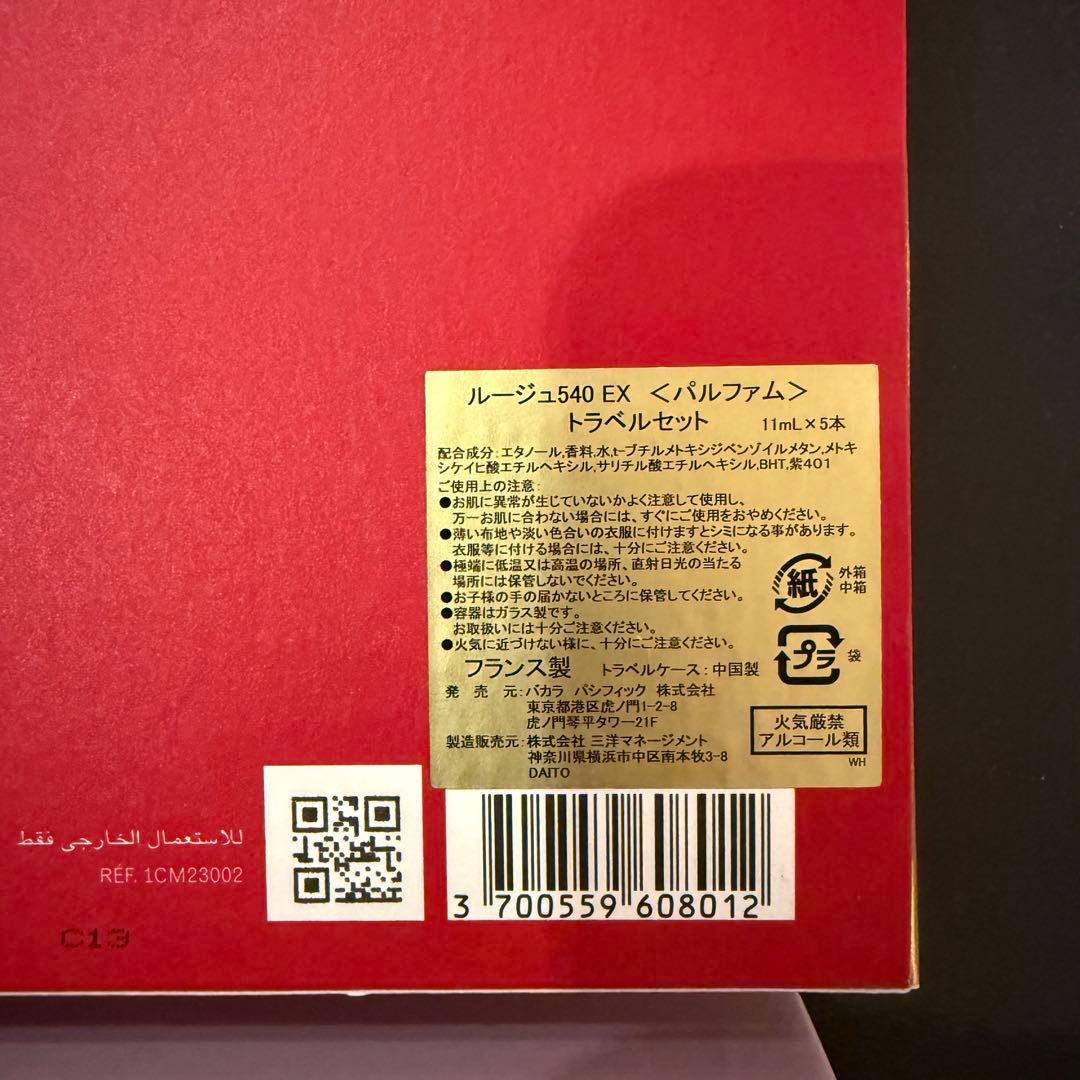 ルージュ540 EX ＜パルファム＞
トラベルセット 11mL×5本
配合成分:エタノール,香料,水,t-ブチルメトキシジベンゾイルメタン,メトキ
シケイヒ酸エチルヘキシル,サリチル酸エチルヘキシル,BHT,紫401
ご使用上の注意:
●お肌に異常が生じていないかよく注意して使用し、
万一お肌に合わない場合には、すぐにご使用をおやめください。
●薄い布地や淡い色合いの衣服に付けますとシミになる事があります。
衣服等に付ける場合には、十分にご注意ください。
●極端に低温又は高温の場所、直射日光の当たる
場所には保管しないでください。
●お子様の手の届かないところに保管してください。
●容器はガラス製です。
お取扱いには十分ご注意ください。
●火気に近づけない様に、十分にご注意ください。
紙 外箱
中箱
プラ 袋
フランス製 トラベルケース:中国製
発売元:バカラ パシフィック 株式会社
東京都港区虎ノ門1-2-8
虎ノ門琴平タワー21F
製造販売元:株式会社 三洋マネージメント
神奈川県横浜市中区南本牧3-8
DAITO
火気厳禁
アルコール類
WH
للاستعمال الخارجي فقط
RÉF. 1CM23002
C13
3 700559 608012